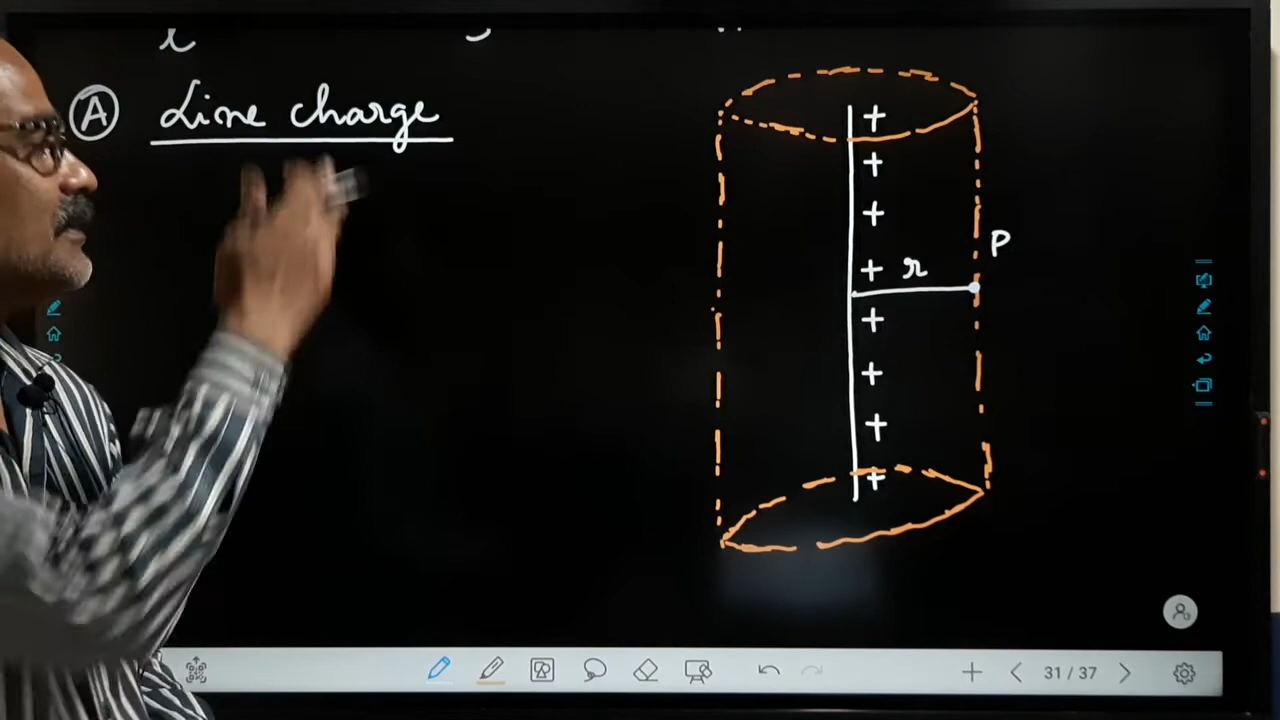 A Line charge
+
+
+
P
+ r
+
+
+
+
31 / 37